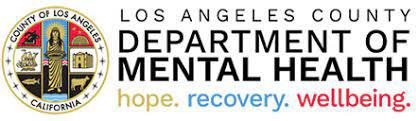 COUNTY OF LOS ANGELES
CALIFORNIA
LOS ANGELES COUNTY
DEPARTMENT OF
MENTAL HEALTH
hope. recovery. wellbeing.